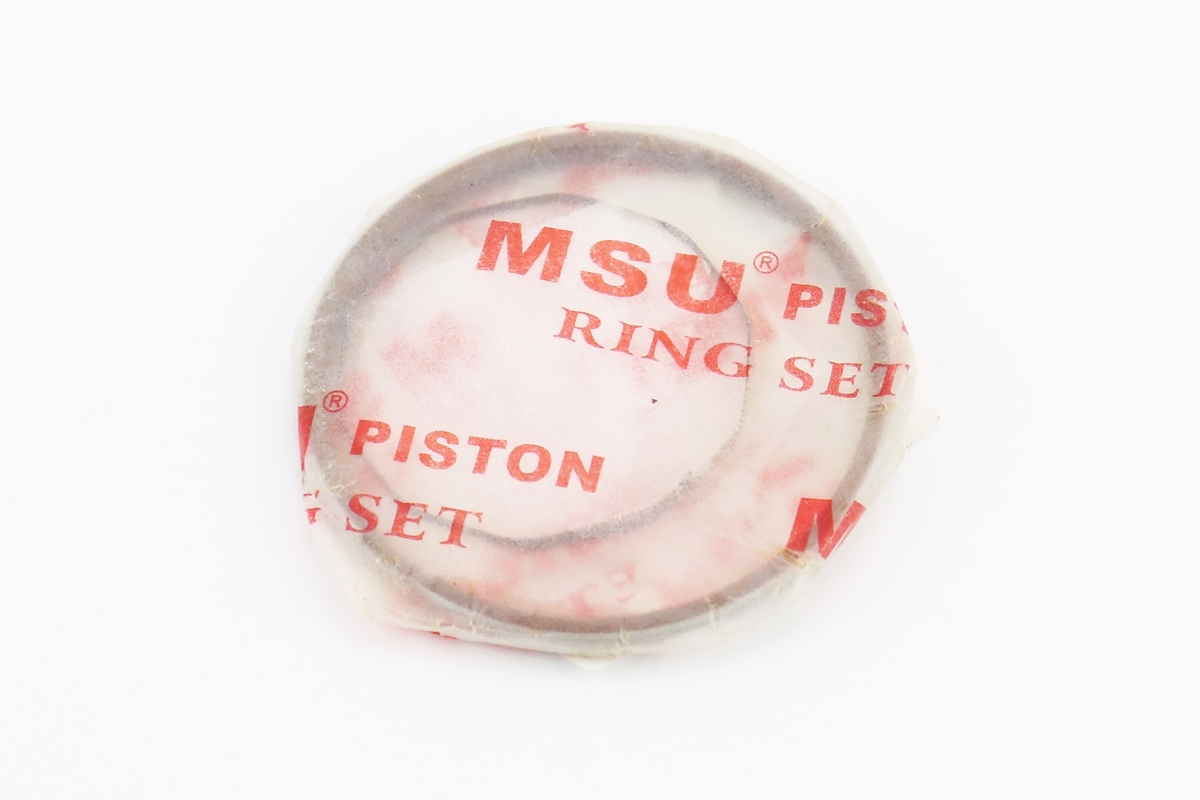 MSU® PIST
RING SET
® PISTON
G SET
M